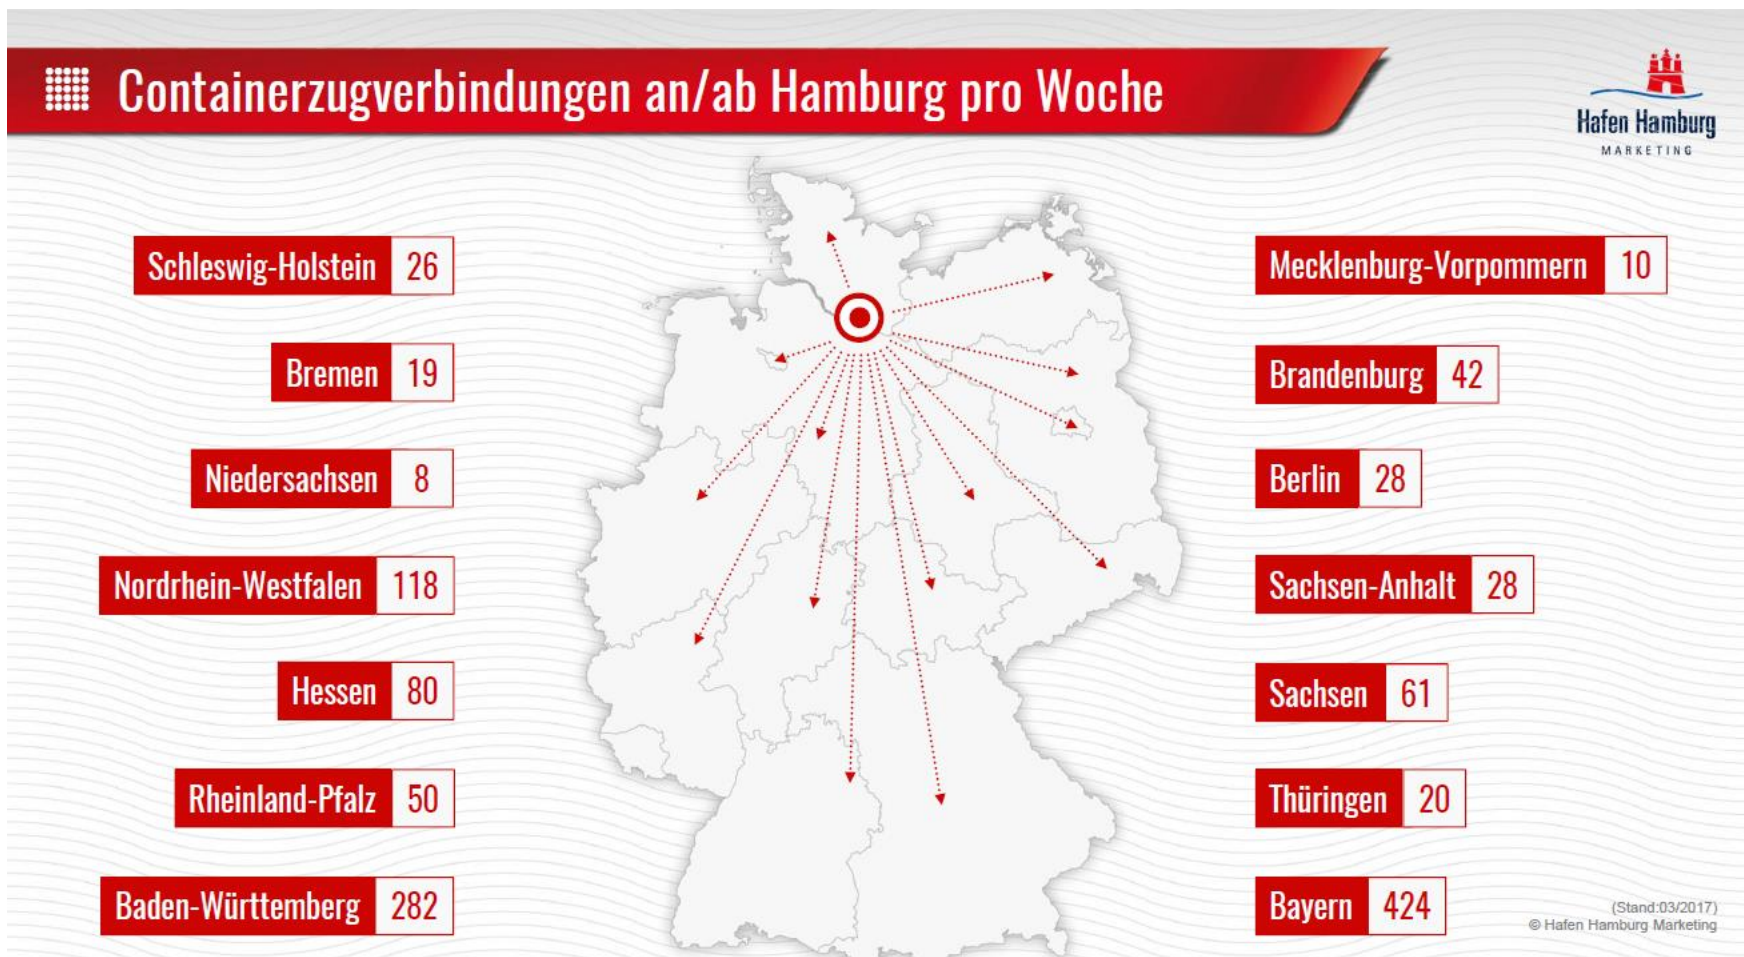 Containerzugverbindungen an/ab Hamburg pro Woche
Hafen Hamburg
MARKETING
Schleswig-Holstein 26
Bremen 19
Niedersachsen 8
Nordrhein-Westfalen 118
Hessen 80
Rheinland-Pfalz 50
Baden-Württemberg 282
Mecklenburg-Vorpommern 10
Brandenburg 42
Berlin 28
Sachsen-Anhalt 28
Sachsen 61
Thüringen 20
Bayern 424
(Stand:03/2017)
© Hafen Hamburg Marketing